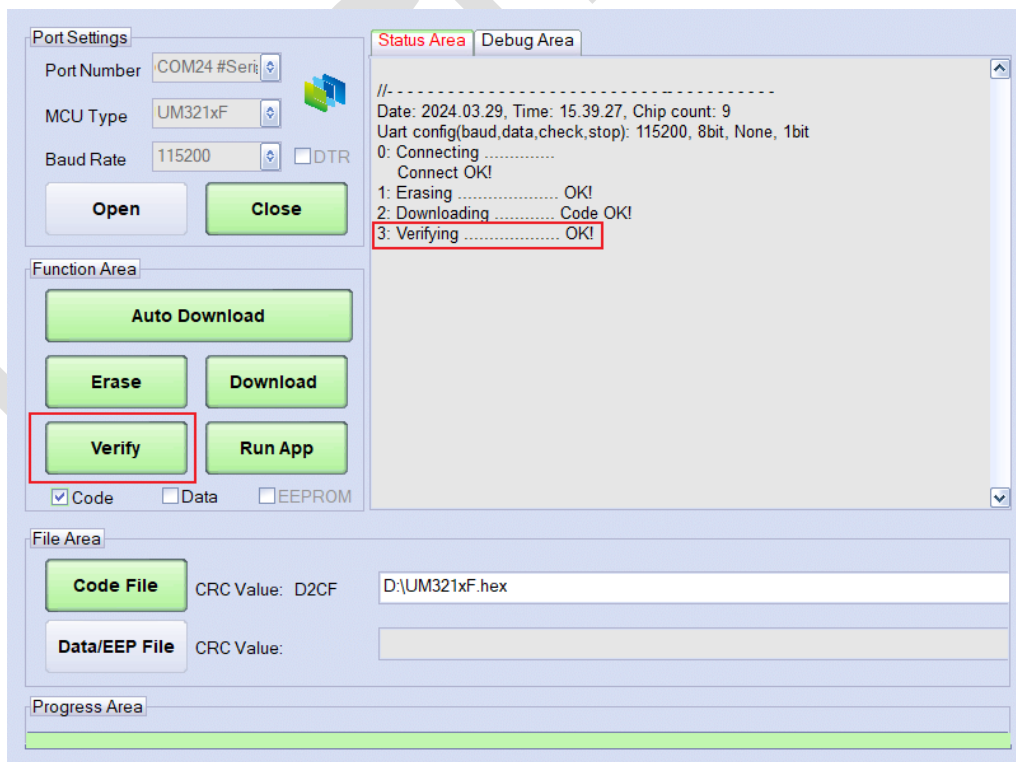 Port Settings
Port Number COM24 #Seri
MCU Type UM321xF
Baud Rate 115200 DTR
Open Close
Function Area
Auto Download
Erase Download
Verify Run App
Code Data EEPROM
Status Area Debug Area
//- - - - - - - - - - - - - - - - - - - - - - - - - - - - - - - - - - - - - - -
Date: 2024.03.29, Time: 15.39.27, Chip count: 9
Uart config(baud,data,check,stop): 115200, 8bit, None, 1bit
0: Connecting ..............
Connect OK!
1: Erasing .................... OK!
2: Downloading ............ Code OK!
3: Verifying ................... OK!
File Area
Code File CRC Value: D2CF D:\UM321xF.hex
Data/EEP File CRC Value:
Progress Area